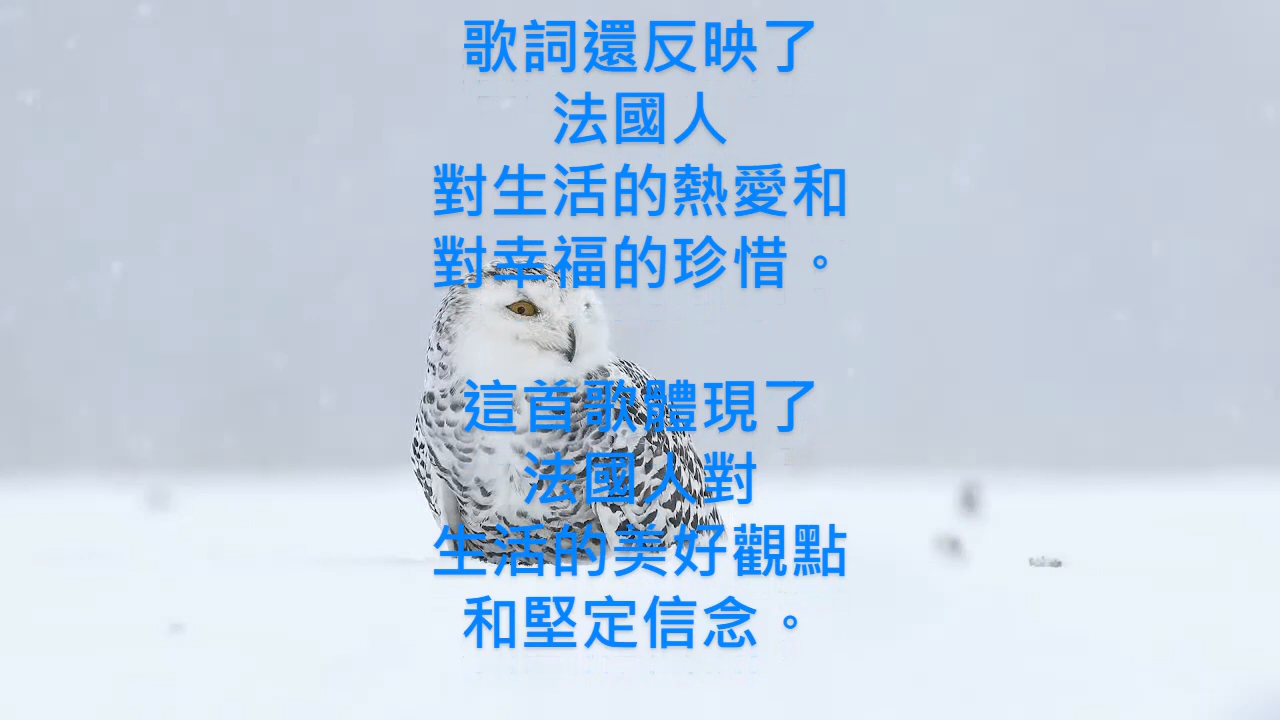 歌詞還反映了
法國人
對生活的熱愛和
對幸福的珍惜。
這首歌體現了
法國人對
生活的美好觀點
和堅定信念。